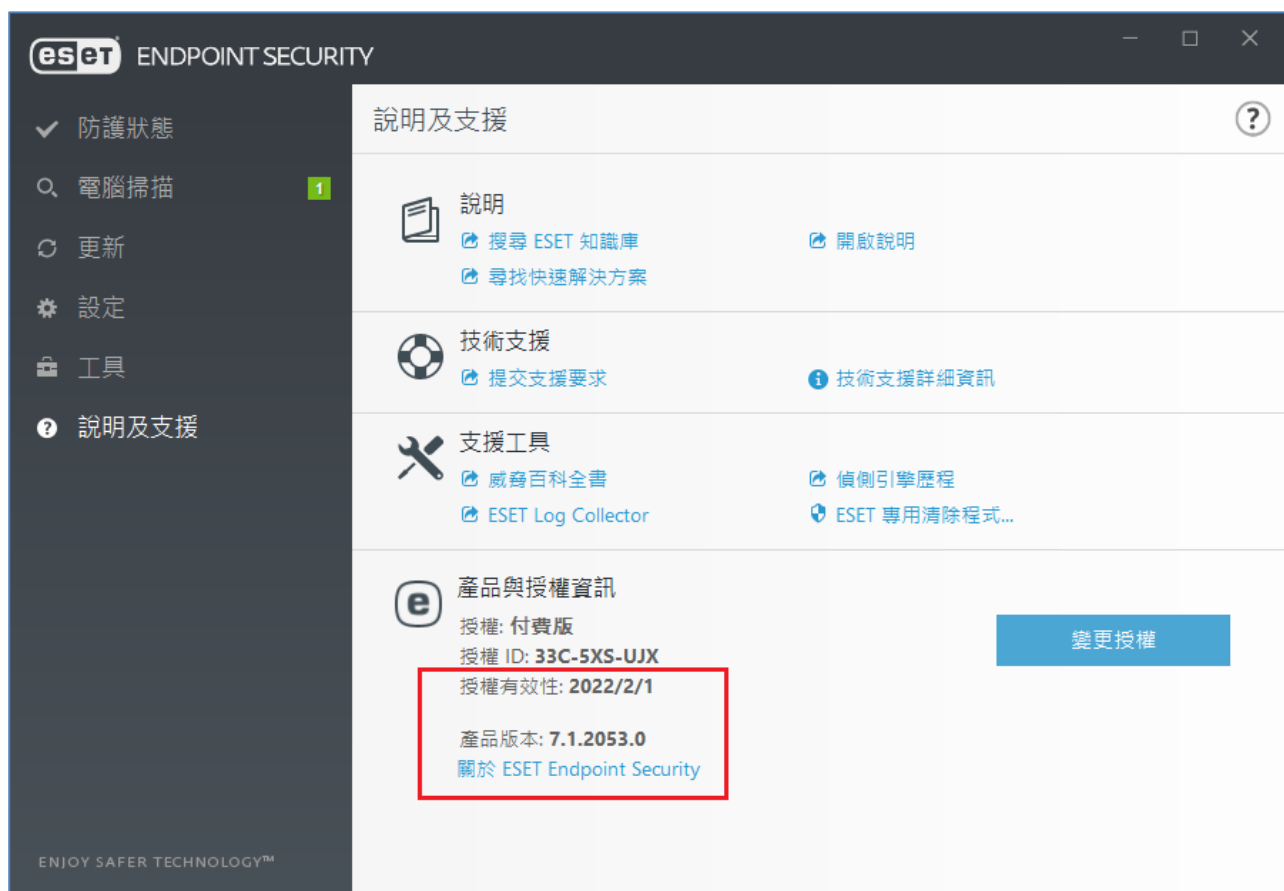 eset ENDPOINT SECURITY
防護狀態
電腦掃描 1
更新
設定
工具
說明及支援
ENJOY SAFER TECHNOLOGY™
說明及支援
說明
搜尋 ESET 知識庫
開啟說明
尋找快速解決方案
技術支援
提交支援要求
技術支援詳細資訊
支援工具
威脅百科全書
偵側引擎歷程
ESET Log Collector
ESET 專用清除程式...
產品與授權資訊
授權: 付費版
授權 ID: 33C-5XS-UJX
授權有效性: 2022/2/1
產品版本: 7.1.2053.0
關於 ESET Endpoint Security
變更授權